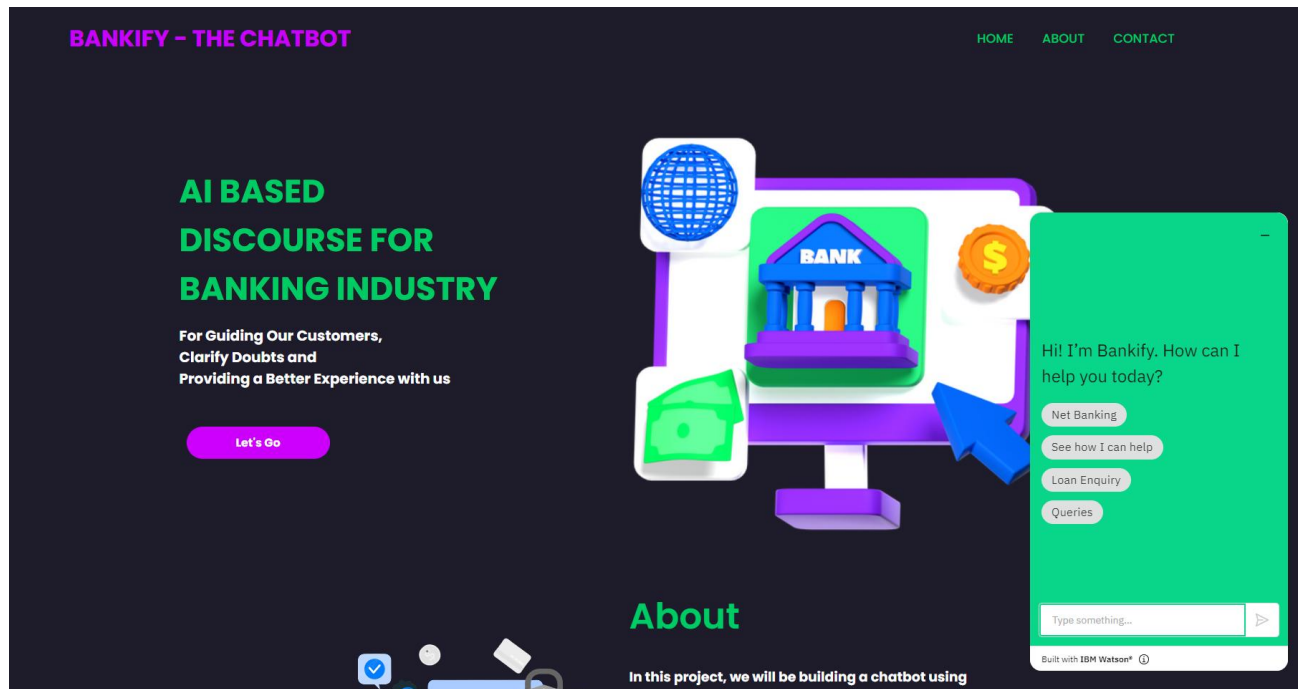 BANKIFY - THE CHATBOT
HOME ABOUT CONTACT
AI BASED
DISCOURSE FOR
BANKING INDUSTRY
For Guiding Our Customers,
Clarify Doubts and
Providing a Better Experience with us
Let's Go
BANK
$
Hi! I'm Bankify. How can I
help you today?
Net Banking
See how I can help
Loan Enquiry
Queries
Type something...
Built with IBM Watson®
About
In this project, we will be building a chatbot using